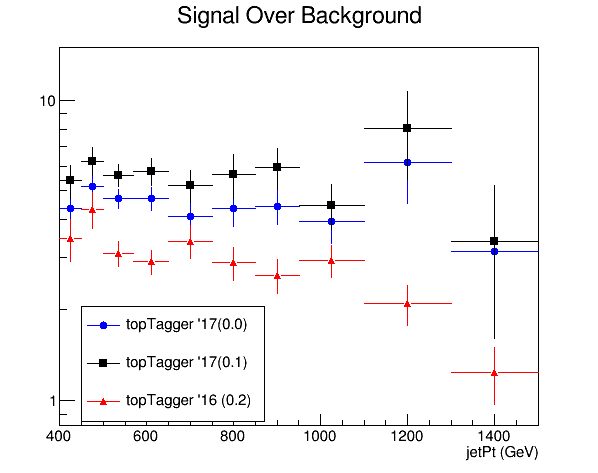 Signal Over Background
10
1
topTagger '17(0.0)
topTagger '17(0.1)
topTagger '16 (0.2)
400 600 800 1000 1200 1400
jetPt (GeV)